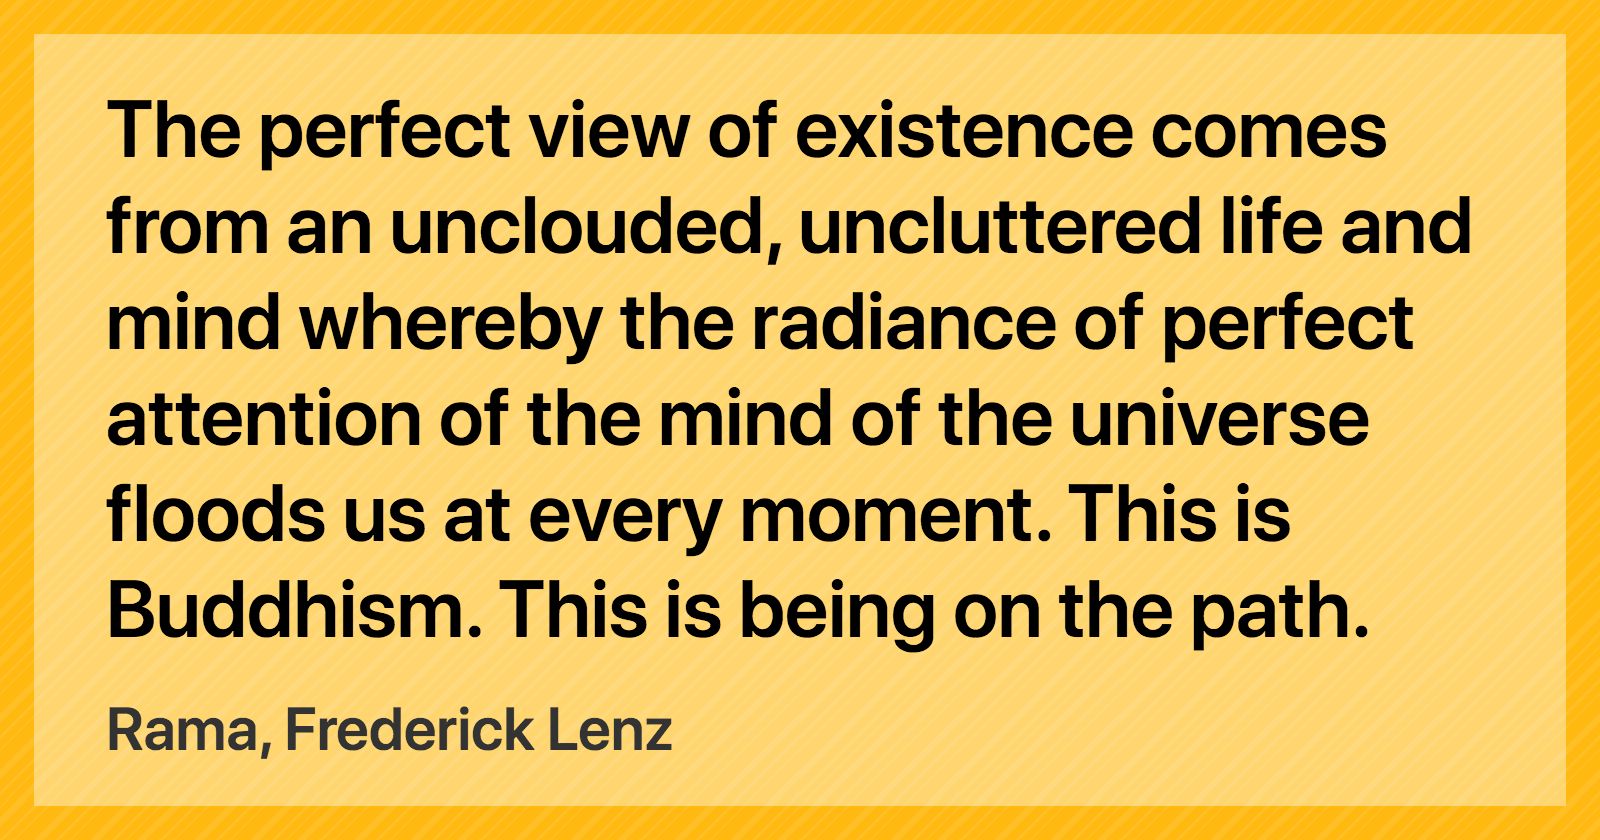 The perfect view of existence comes
from an unclouded, uncluttered life and
mind whereby the radiance of perfect
attention of the mind of the universe
floods us at every moment. This is
Buddhism. This is being on the path.
Rama, Frederick Lenz